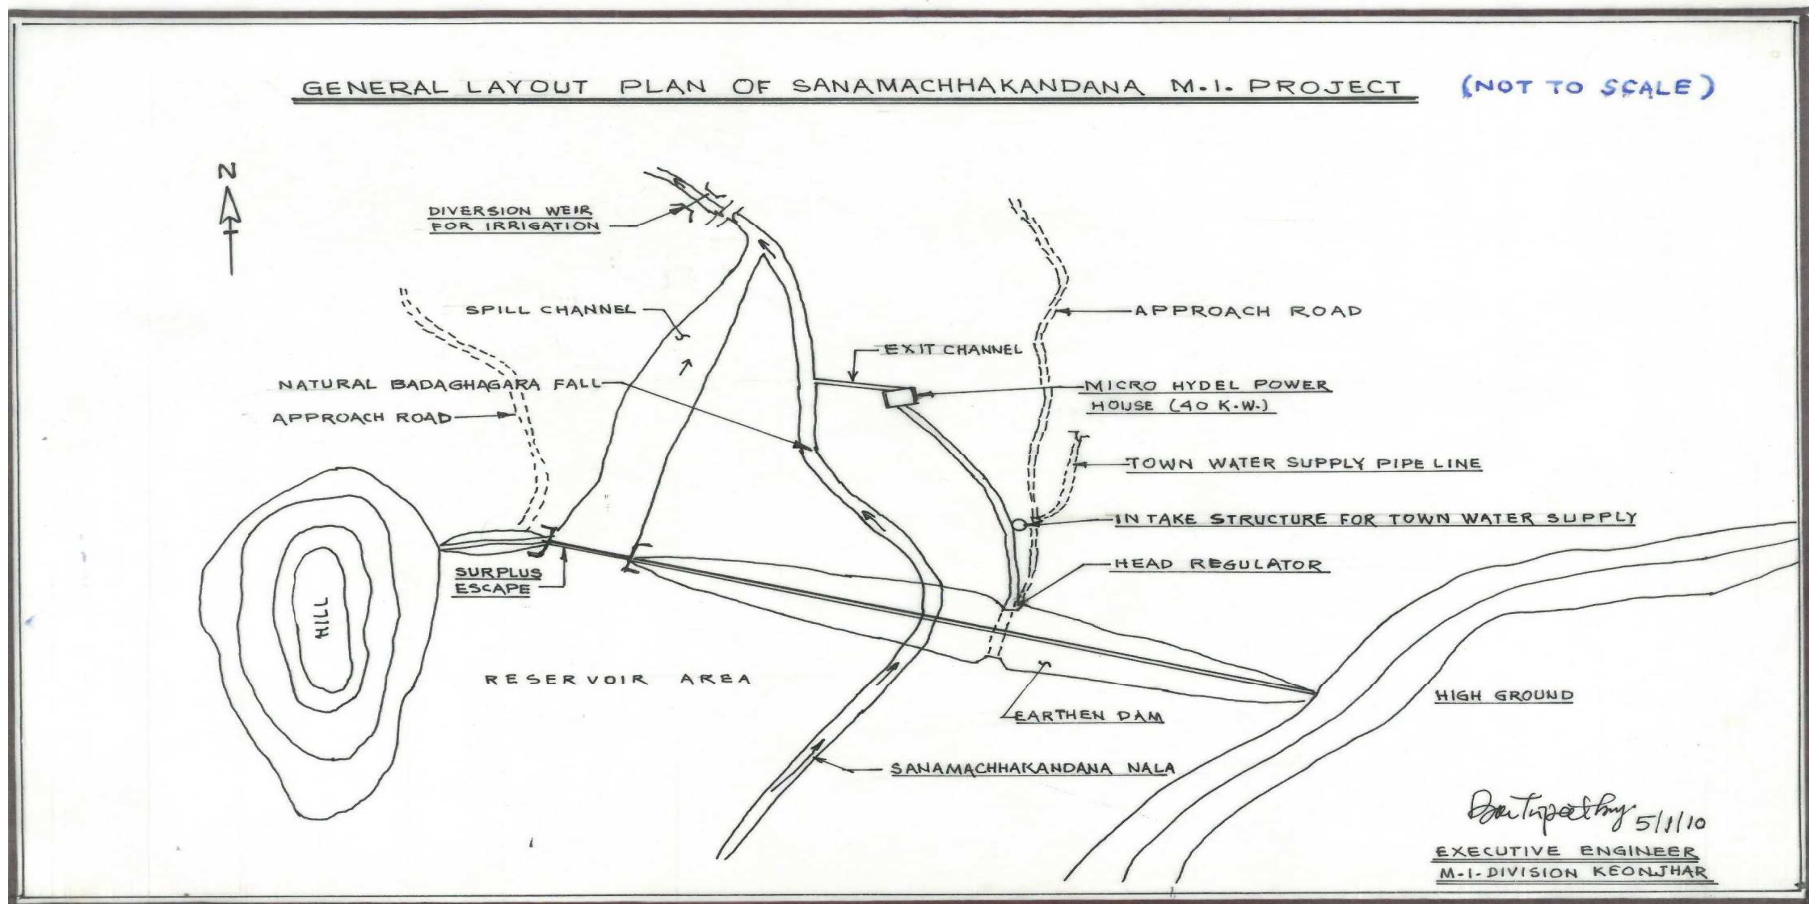 GENERAL LAYOUT PLAN OF SANAMACHHAKANDANA M.I. PROJECT (NOT TO SCALE)
N
DIVERSION WEIR
FOR IRRIGATION
SPILL CHANNEL
APPROACH ROAD
EXIT CHANNEL
NATURAL BADAGHAGARA FALL
MICRO HYDEL POWER
HOUSE (40 K.W.)
APPROACH ROAD
TOWN WATER SUPPLY PIPE LINE
IN TAKE STRUCTURE FOR TOWN WATER SUPPLY
HEAD REGULATOR
SURPLUS
ESCAPE
HILL
RESERVOIR AREA
HIGH GROUND
EARTHEN DAM
SANAMACHHAKANDANA NALA
5/1/10
EXECUTIVE ENGINEER
M-I-DIVISION KEONJHAR